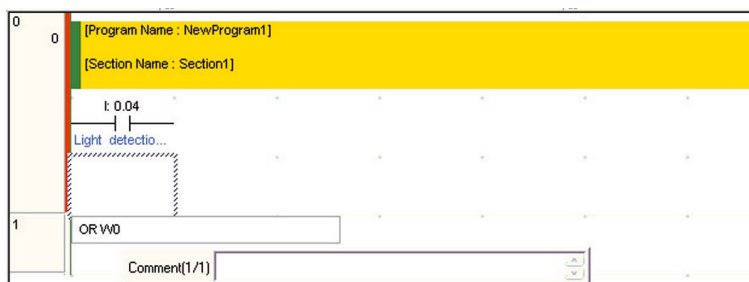 0
0
[Program Name : NewProgram1]
[Section Name : Section1]
I: 0.04
Light detectio...
1
OR W0
Comment(1/1)